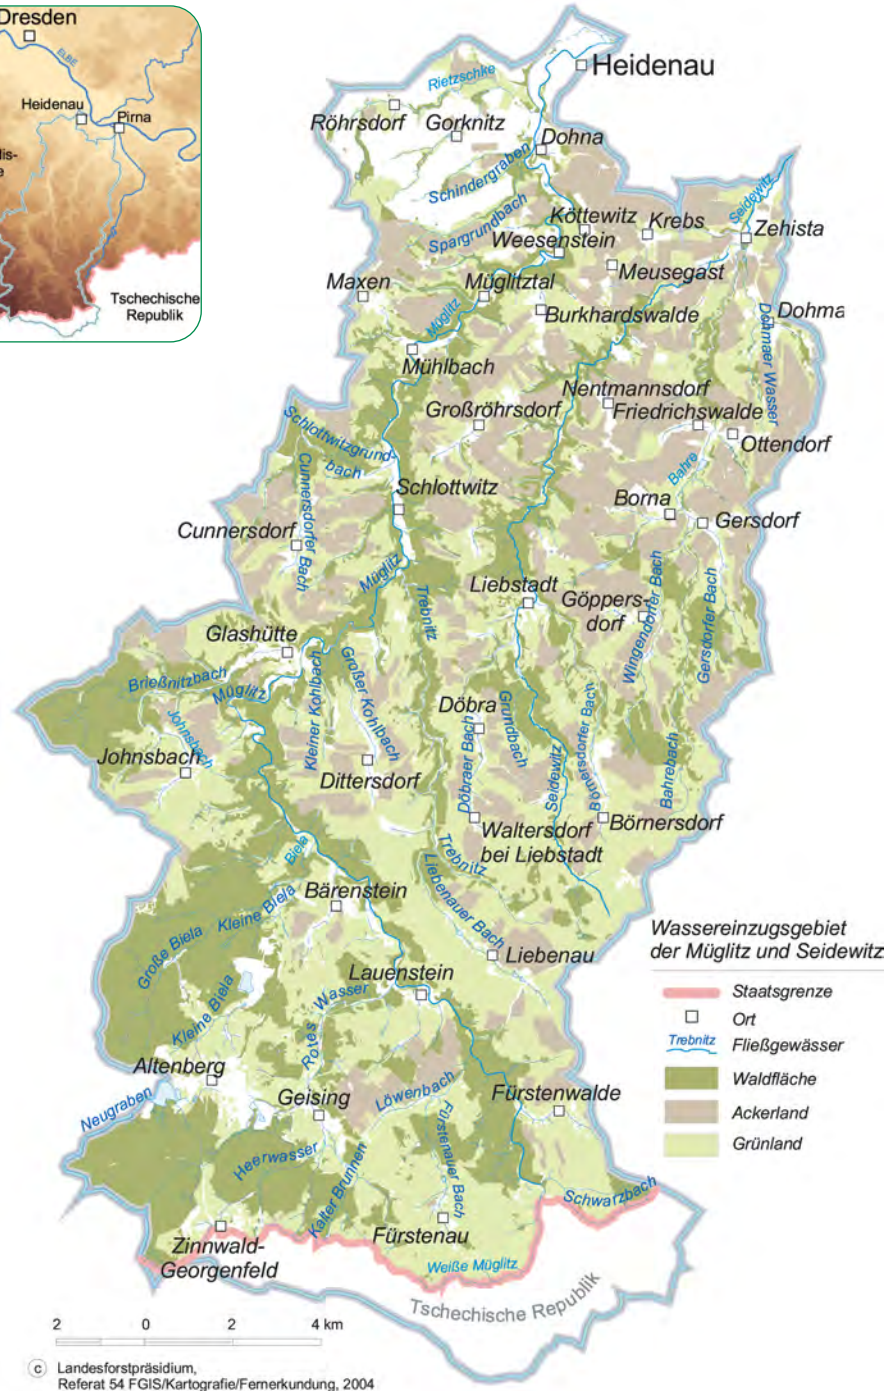 Dresden
ELBE
Heidenau
Pirna
Tschechische
Republik
Heidenau
Rietzschke
Röhrsdorf
Gorknitz
Dohna
Schindergraben
Seidewitz
Spargrundbach
Köttewitz
Krebs
Zehista
Weesenstein
Meusegast
Maxen
Müglitztal
Müglitz
Burkhardswalde
Dohma
Dohmaer Wasser
Mühlbach
Nentmannsdorf
Großröhrsdorf
Friedrichswalde
Schlottwitzgrund-
bach
Ottendorf
Cunnersdorfer Bach
Bahre
Schlottwitz
Borna
Gersdorf
Cunnersdorf
Müglitz
Trebnitz
Liebstadt
Göppers-
dorf
Wingendorfer Bach
Gersdorfer Bach
Glashütte
Brießnitzbach
Müglitz
Kleiner Kohlbach
Großer Kohlbach
Johnsbach
Döbra
Grundbach
Johnsbach
Dittersdorf
Döbraer Bach
Seidewitz
Bornersdorfer Bach
Bahrebach
Waltersdorf
bei Liebstadt
Börnersdorf
Trebnitz
Biela
Liebenauer Bach
Bärenstein
Kleine Biela
Große Biela
Liebenau
Lauenstein
Kleine Biela
Rotes Wasser
Altenberg
Neugraben
Geising
Löwenbach
Fürstenwalde
Heerwasser
Kalter Brunnen
Fürstenauer Bach
Schwarzbach
Zinnwald-
Georgenfeld
Fürstenau
Weiße Müglitz
Tschechische Republik
Wassereinzugsgebiet
der Müglitz und Seidewitz
Staatsgrenze
Ort
Trebnitz Fließgewässer
Waldfläche
Ackerland
Grünland
2 0 2 4 km
© Landesforstpräsidium,
Referat 54 FGIS/Kartografie/Fernerkundung, 2004